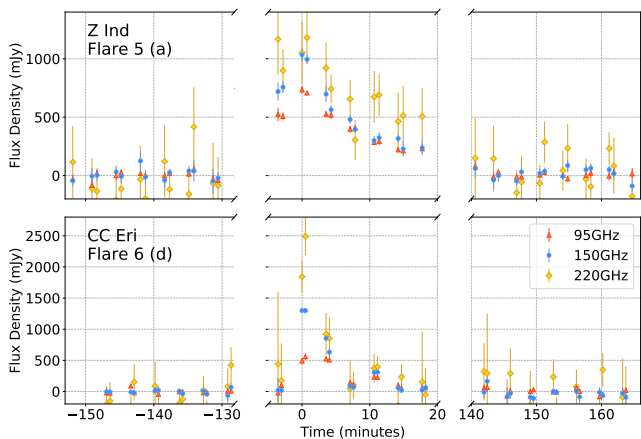 Z Ind
Flare 5 (a)
Flux Density (mJy)
1000
500
0
CC Eri
Flare 6 (d)
Flux Density (mJy)
2500
2000
1500
1000
500
0
95GHz
150GHz
220GHz
−150 −140 −130 0 10 20 140 150 160
Time (minutes)